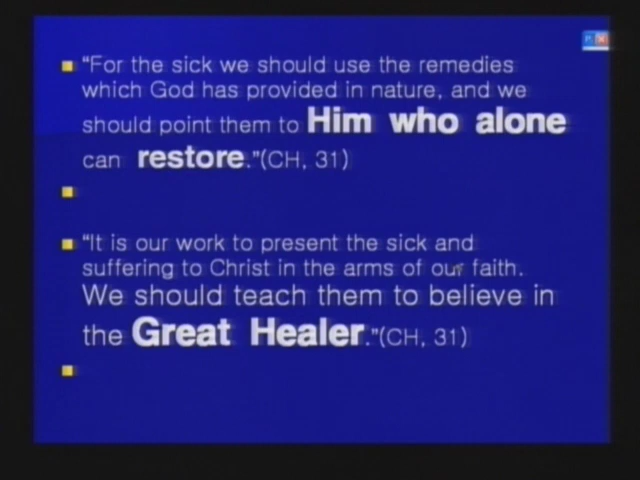 "For the sick we should use the remedies
which God has provided in nature, and we
should point them to Him who alone
can restore."(CH, 31)
"It is our work to present the sick and
suffering to Christ in the arms of our faith.
We should teach them to believe in
the Great Healer."(CH, 31)